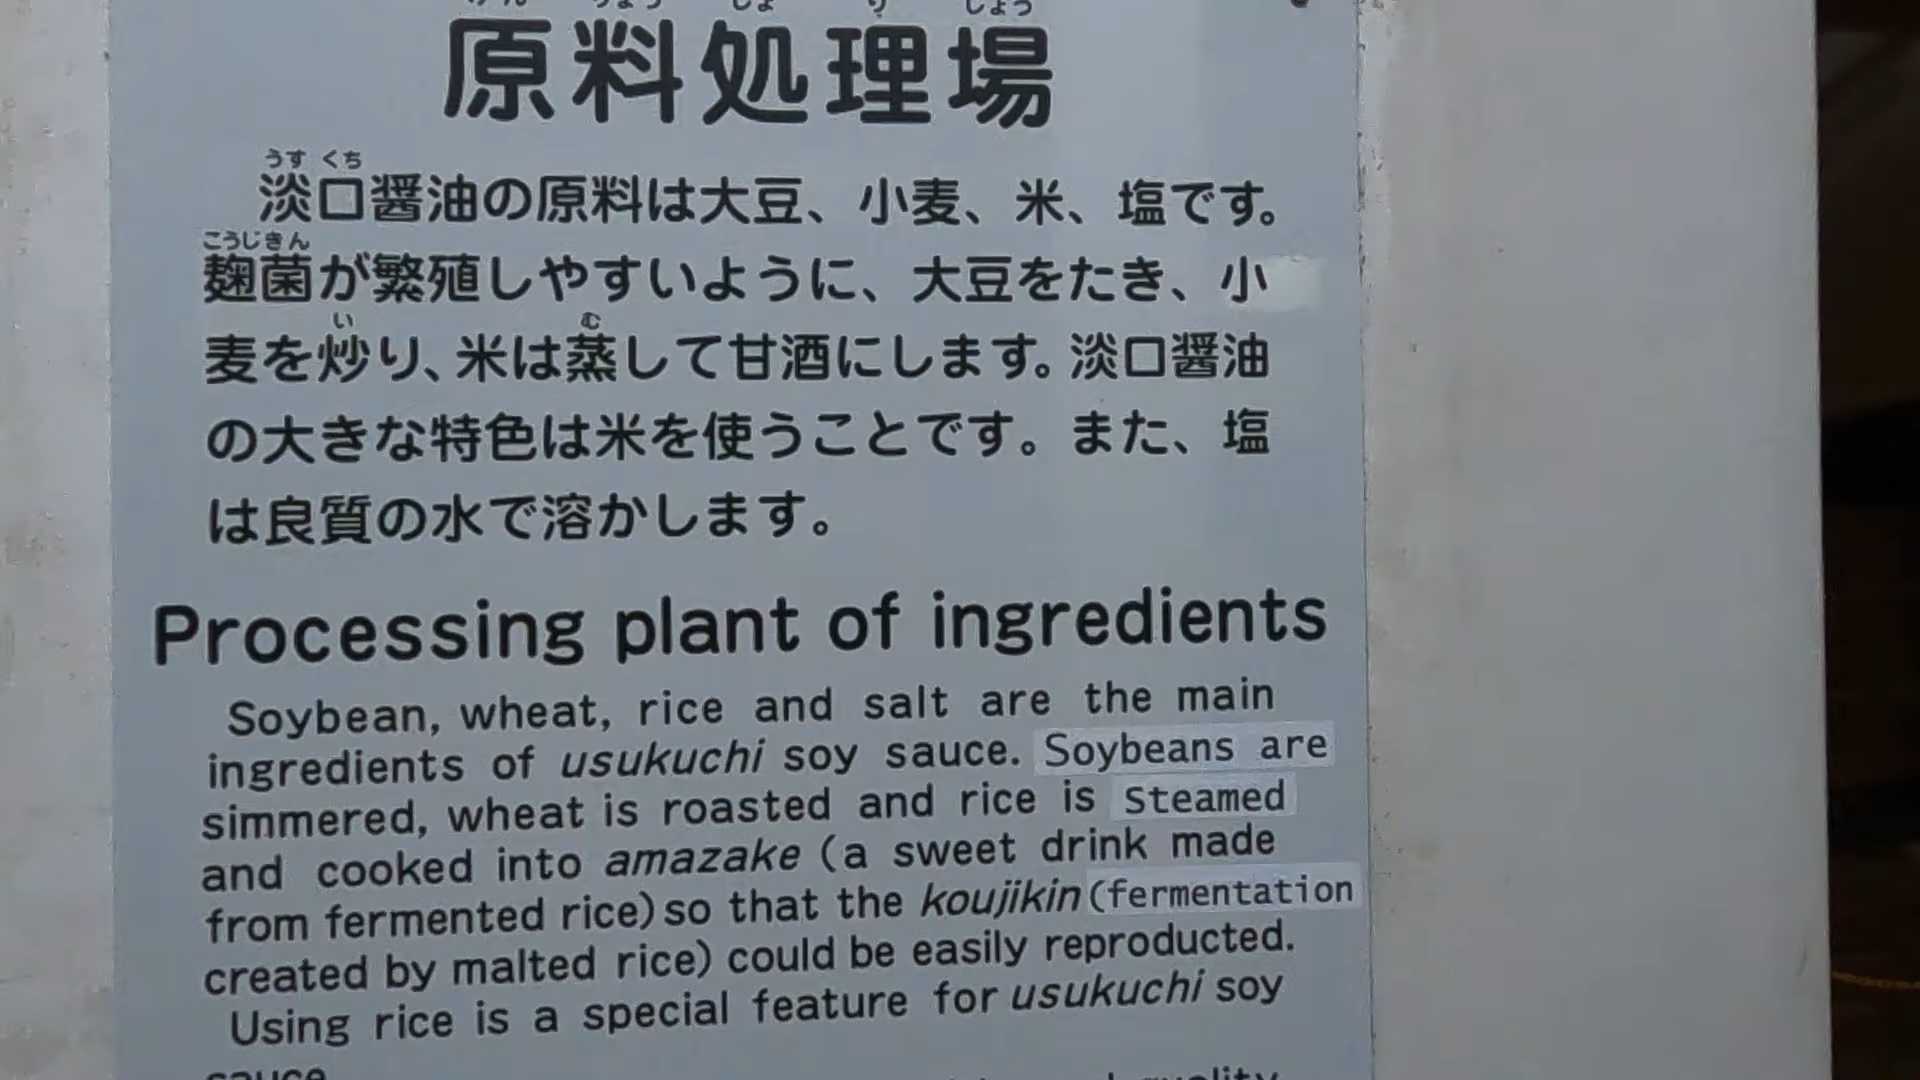 原料処理場
うす くち
淡口醤油の原料は大豆、小麦、米、塩です。
こうじきん
麹菌が繁殖しやすいように、大豆をたき、小
い む
麦を炒り、米は蒸して甘酒にします。淡口醤油
の大きな特色は米を使うことです。また、塩
は良質の水で溶かします。
Processing plant of ingredients
Soybean, wheat, rice and salt are the main
ingredients of usukuchi soy sauce. Soybeans are
simmered, wheat is roasted and rice is steamed
and cooked into amazake (a sweet drink made
from fermented rice) so that the koujikin (fermentation
created by malted rice) could be easily reproducted.
Using rice is a special feature for usukuchi soy
sauce
quality